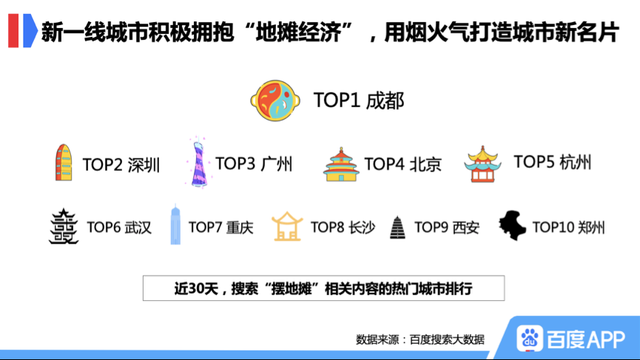 新一线城市积极拥抱“地摊经济”，用烟火气打造城市新名片
TOP1 成都
TOP2 深圳
TOP3 广州
TOP4 北京
TOP5 杭州
TOP6 武汉
TOP7 重庆
TOP8 长沙
TOP9 西安
TOP10 郑州
近30天，搜索“摆地摊”相关内容的热门城市排行
数据来源：百度搜索大数据
du 百度APP